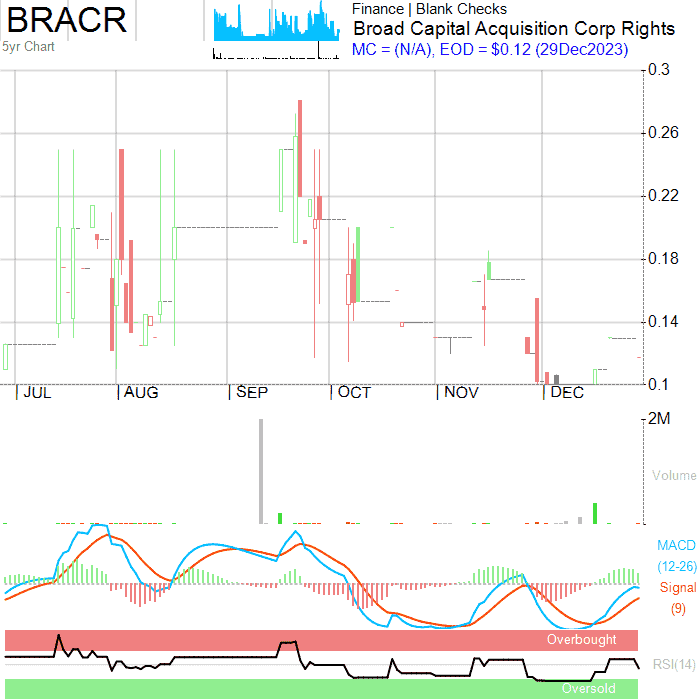 BRACR
5yr Chart
Finance | Blank Checks
Broad Capital Acquisition Corp Rights
MC = (N/A), EOD = $0.12 (29Dec2023)
0.3
0.26
0.22
0.18
0.14
0.1
JUL
AUG
SEP
OCT
NOV
DEC
2M
Volume
MACD
(12-26)
Signal
(9)
Overbought
RSI(14)
Oversold